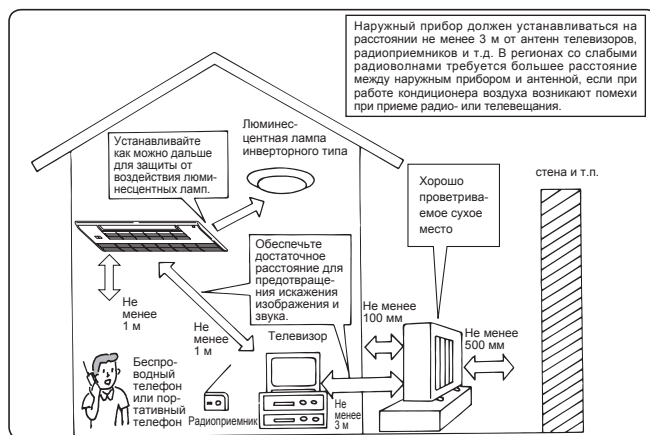 Наружный прибор должен устанавливаться на
расстоянии не менее 3 м от антенн телевизоров,
радиоприемников и т.д. В регионах со слабыми
радиоволнами требуется большее расстояние
между наружным прибором и антенной, если при
работе кондиционера воздуха возникают помехи
при приеме радио- или телевещания.
Устанавливайте
как можно дальше
для защиты от
воздействия люми-
несцентных ламп.
Люминес-
центная лампа
инверторного типа
Хорошо
проветрива-
емое сухое
место
стена и т.п.
Обеспечьте
достаточное
расстояние для
предотвраще-
ния искажения
изображения и
звука.
Не
менее
1 м
Не
менее
1 м
Телевизор
Не менее
100 мм
Не менее
500 мм
Беспро-
водный
телефон
или пор-
тативный
телефон
Радиоприемник
Не
менее
3 м